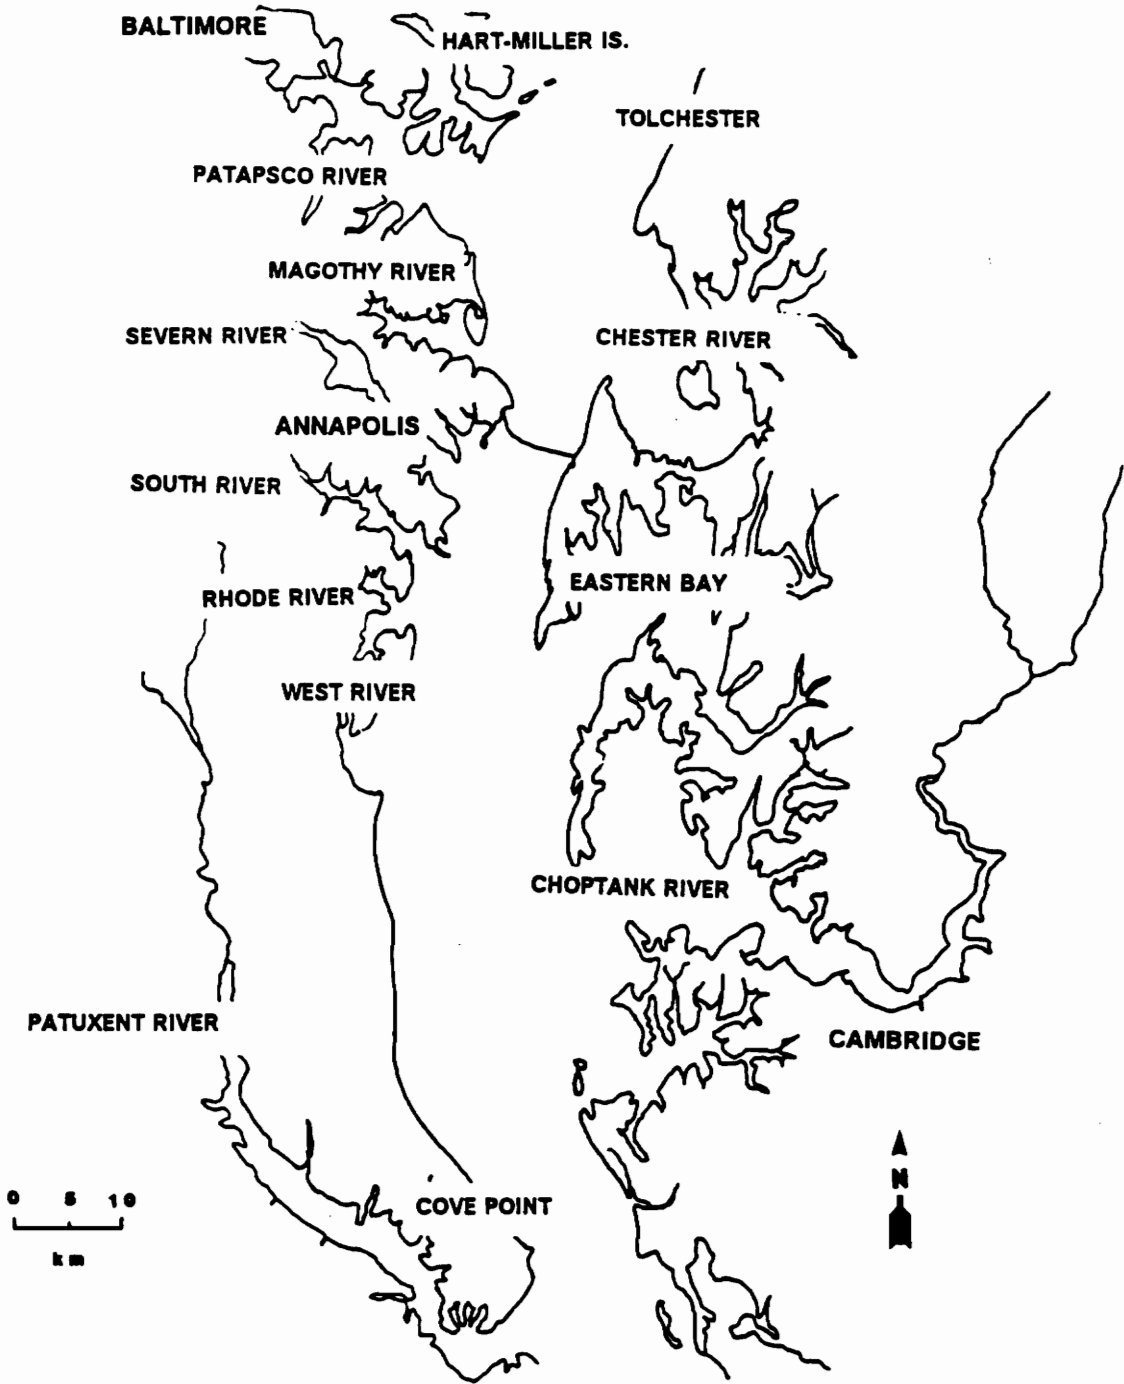 BALTIMORE
HART-MILLER IS.
TOLCHESTER
PATAPSCO RIVER
MAGOTHY RIVER
SEVERN RIVER
CHESTER RIVER
ANNAPOLIS
SOUTH RIVER
EASTERN BAY
RHODE RIVER
WEST RIVER
CHOPTANK RIVER
PATUXENT RIVER
CAMBRIDGE
N
COVE POINT
0 5 10
km